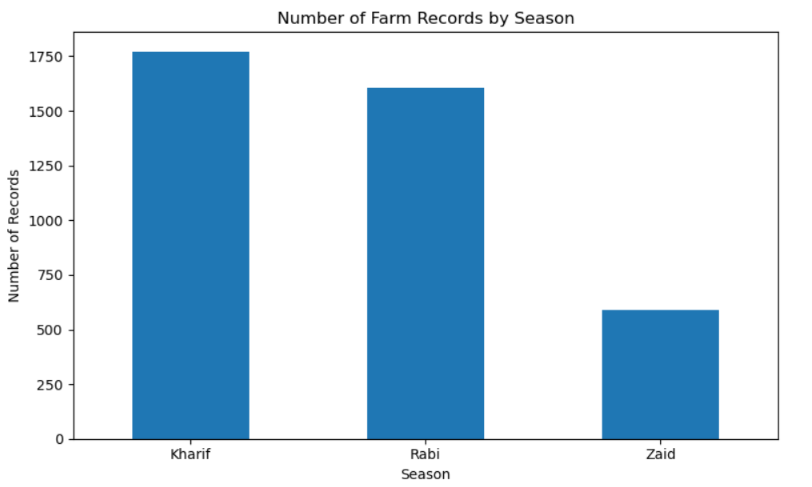 Number of Farm Records by Season
Number of Records
1750
1500
1250
1000
750
500
250
0
Kharif
Rabi
Zaid
Season